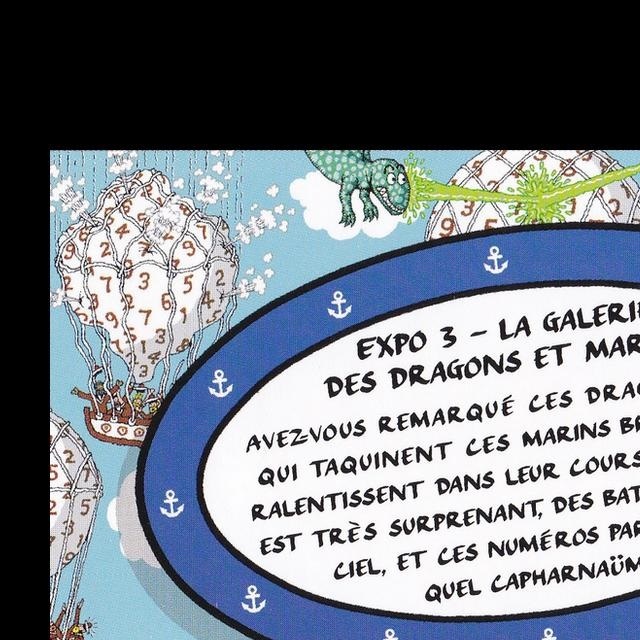 EXPO 3 – LA GALERIE
DES DRAGONS ET MAR
AVEZ-VOUS REMARQUÉ CES DRAG
QUI TAQUINENT CES MARINS BR
RALENTISSENT DANS LEUR COURS
EST TRÈS SURPRENANT, DES BAT
CIEL, ET CES NUMÉROS PAR
QUEL CAPHARNAÜM